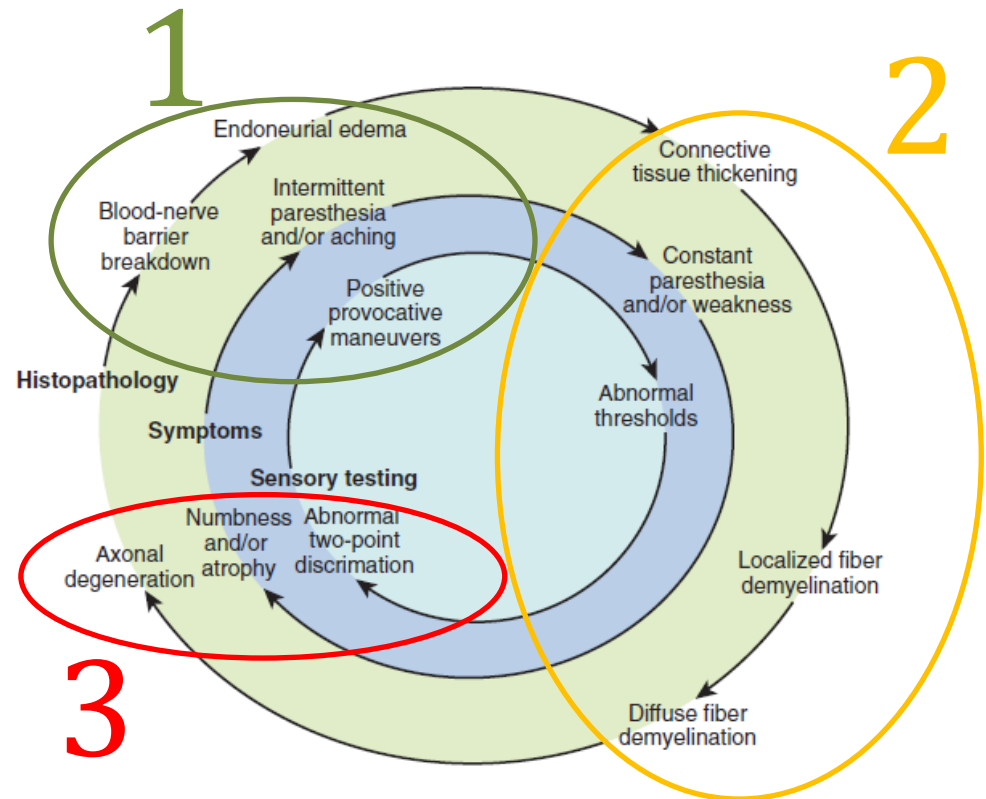 1
2
Endoneurial edema
Connective
tissue thickening
Intermittent
paresthesia
and/or aching
Blood-nerve
barrier
breakdown
Constant
paresthesia
and/or weakness
Positive
provocative
maneuvers
Histopathology
Abnormal
thresholds
Symptoms
Sensory testing
Numbness
and/or
atrophy
Abnormal
two-point
discrimation
Axonal
degeneration
Localized fiber
demyelination
3
Diffuse fiber
demyelination